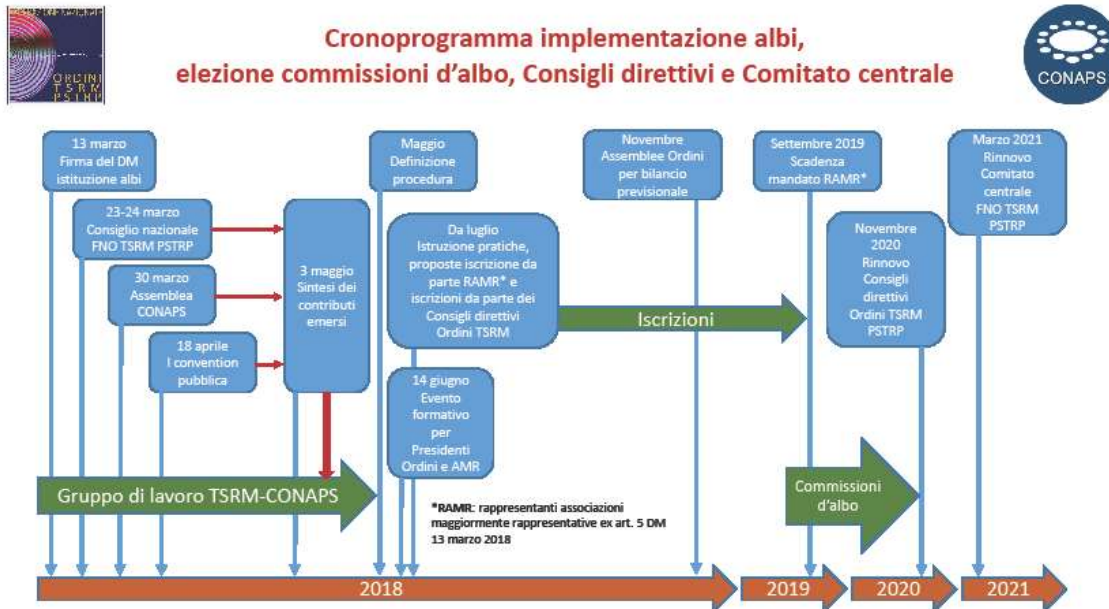 ORDINI
TSRM
PSTRP
Cronoprogramma implementazione albi,
elezione commissioni d'albo, Consigli direttivi e Comitato centrale
CONAPS
13 marzo
Firma del DM
istituzione albi
23-24 marzo
Consiglio nazionale
FNO TSRM PSTRP
30 marzo
Assemblea
CONAPS
18 aprile
I convention
pubblica
3 maggio
Sintesi dei
contributi
emersi
Maggio
Definizione
procedura
Da luglio
Istruzione pratiche,
proposte iscrizione da
parte RAMR* e
iscrizioni da parte dei
Consigli direttivi
Ordini TSRM
14 giugno
Evento
formativo
per
Presidenti
Ordini e AMR
Novembre
Assemblee Ordini
per bilancio
previsionale
Settembre 2019
Scadenza
mandato RAMR*
Novembre
2020
Rinnovo
Consigli
direttivi
Ordini TSRM
PSTRP
Marzo 2021
Rinnovo
Comitato
centrale
FNO TSRM
PSTRP
Iscrizioni
Gruppo di lavoro TSRM-CONAPS
Commissioni
d'albo
*RAMR: rappresentanti associazioni
maggiormente rappresentative ex art. 5 DM
13 marzo 2018
2018
2019
2020
2021